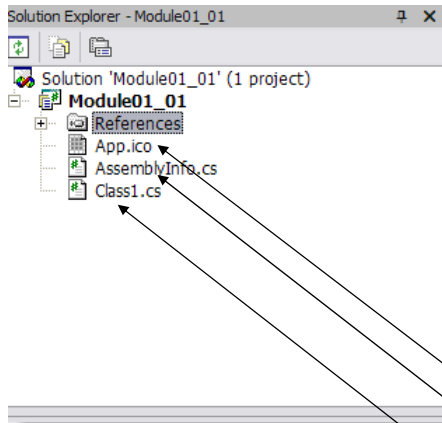 Solution Explorer - Module01_01
Solution 'Module01_01' (1 project)
Module01_01
References
App.ico
AssemblyInfo.cs
Class1.cs